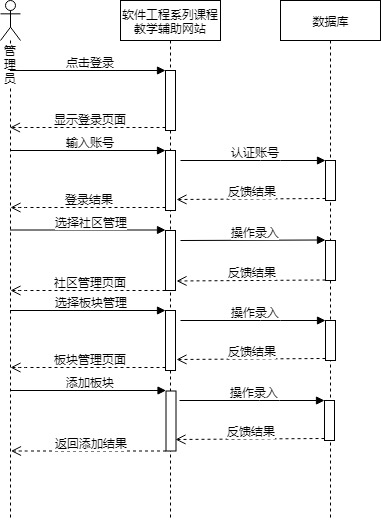 软件工程系列课程
教学辅助网站
数据库
管
理
员
点击登录
显示登录页面
输入账号
认证账号
反馈结果
登录结果
选择社区管理
操作录入
反馈结果
社区管理页面
选择板块管理
操作录入
反馈结果
板块管理页面
添加板块
操作录入
反馈结果
返回添加结果